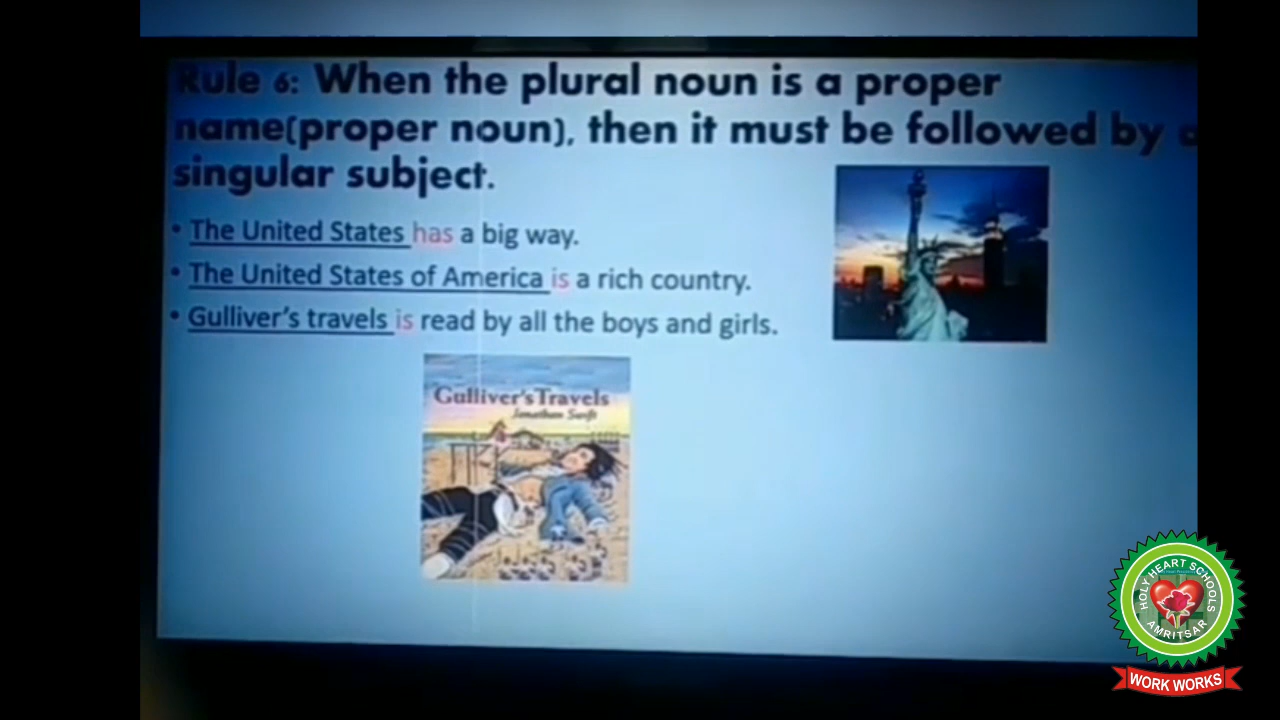 Rule 6: When the plural noun is a proper
name(proper noun), then it must be followed by a
singular subject.
• The United States has a big way.
• The United States of America is a rich country.
• Gulliver's travels is read by all the boys and girls.
Gulliver's Travels
Jonathan Swift
HOLY HEART SCHOOLS
AMRITSAR
WORK WORKS